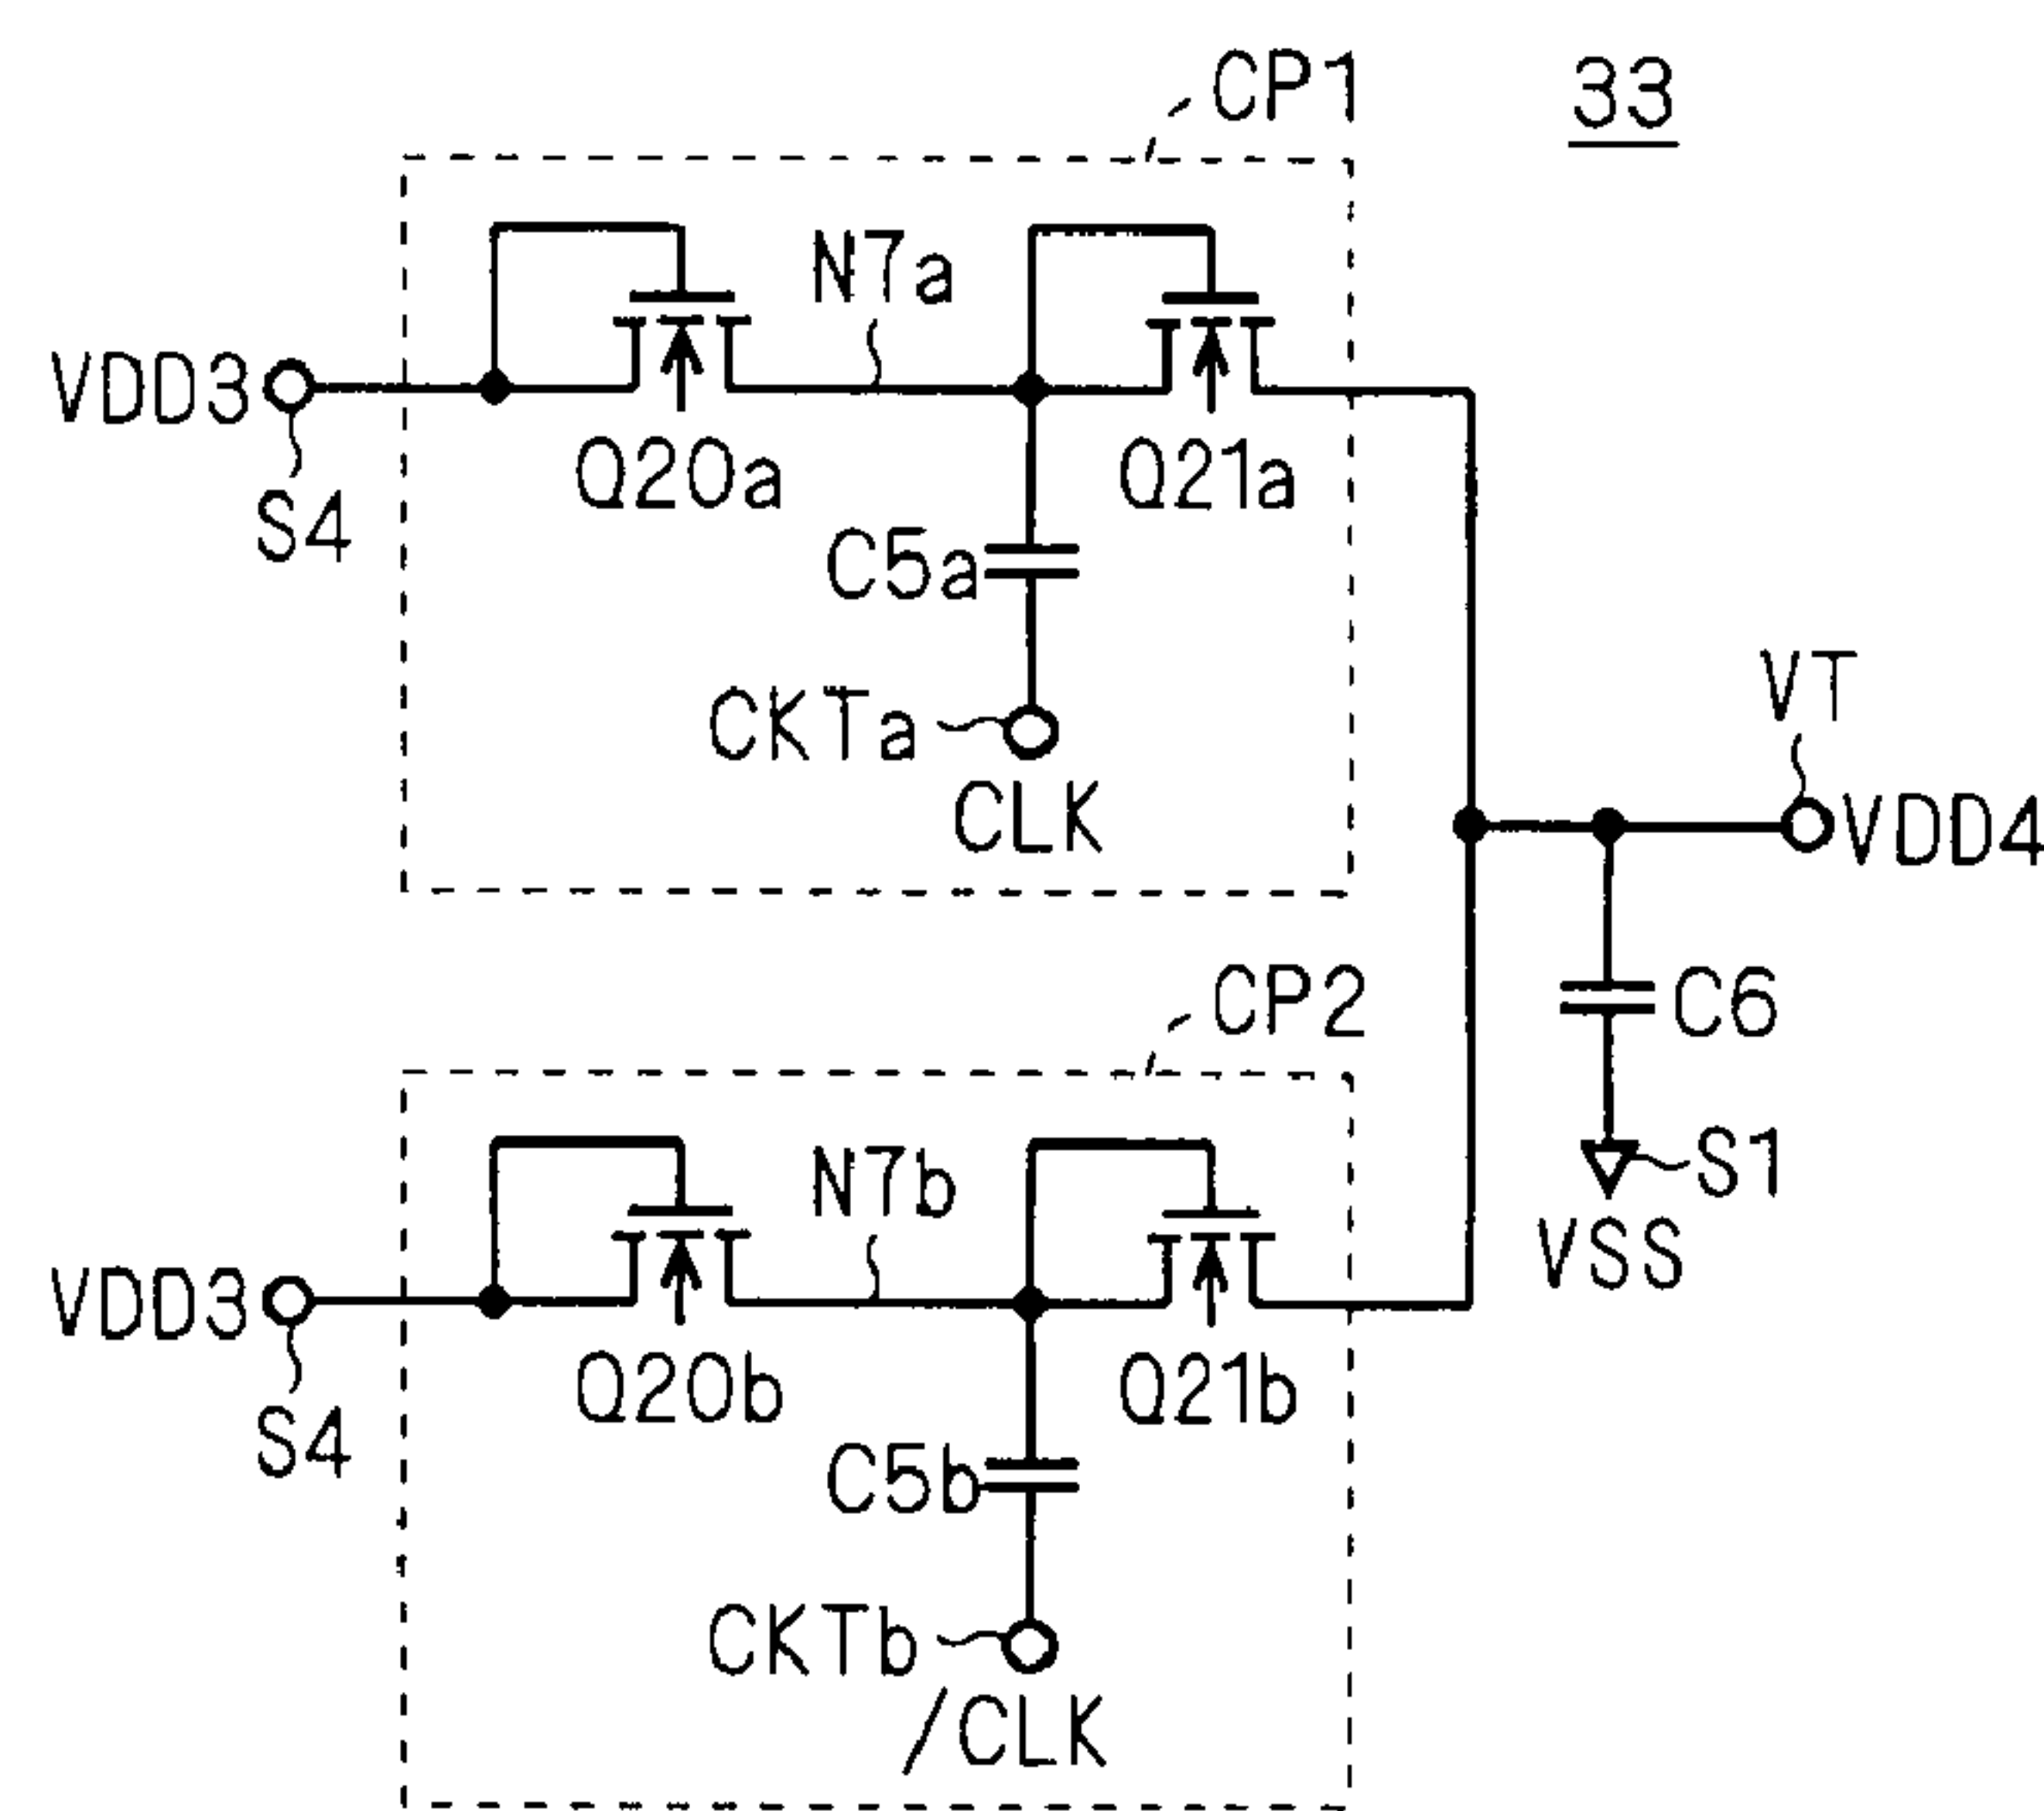 CP1
33
N7a
VDD3
Q20a
Q21a
S4
C5a
CKTa
CLK
VT
VDD4
CP2
C6
N7b
S1
VSS
VDD3
Q20b
Q21b
S4
C5b
CKTb
/CLK